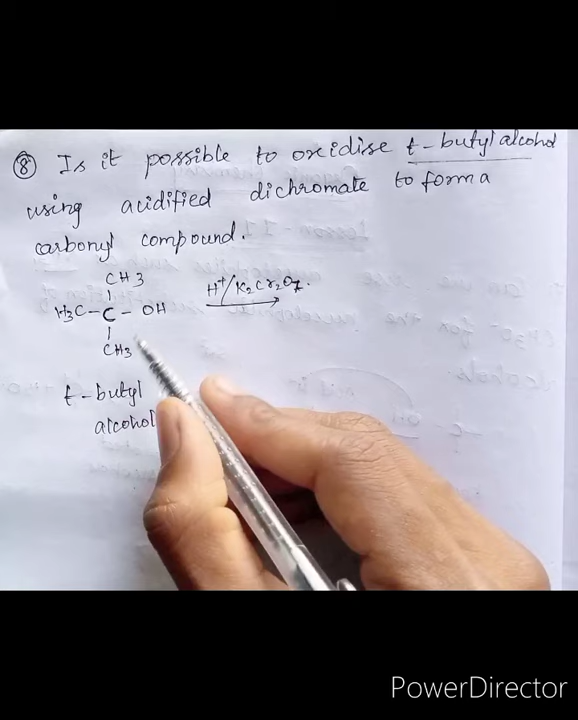 ⑧ Is it possible to oxidise t-butyl alcohol
using acidified dichromate to form a
carbonyl compound.
CH3
H3C-C-OH H+/K2Cr2O7.
CH3
t-butyl
alcohol
PowerDirector